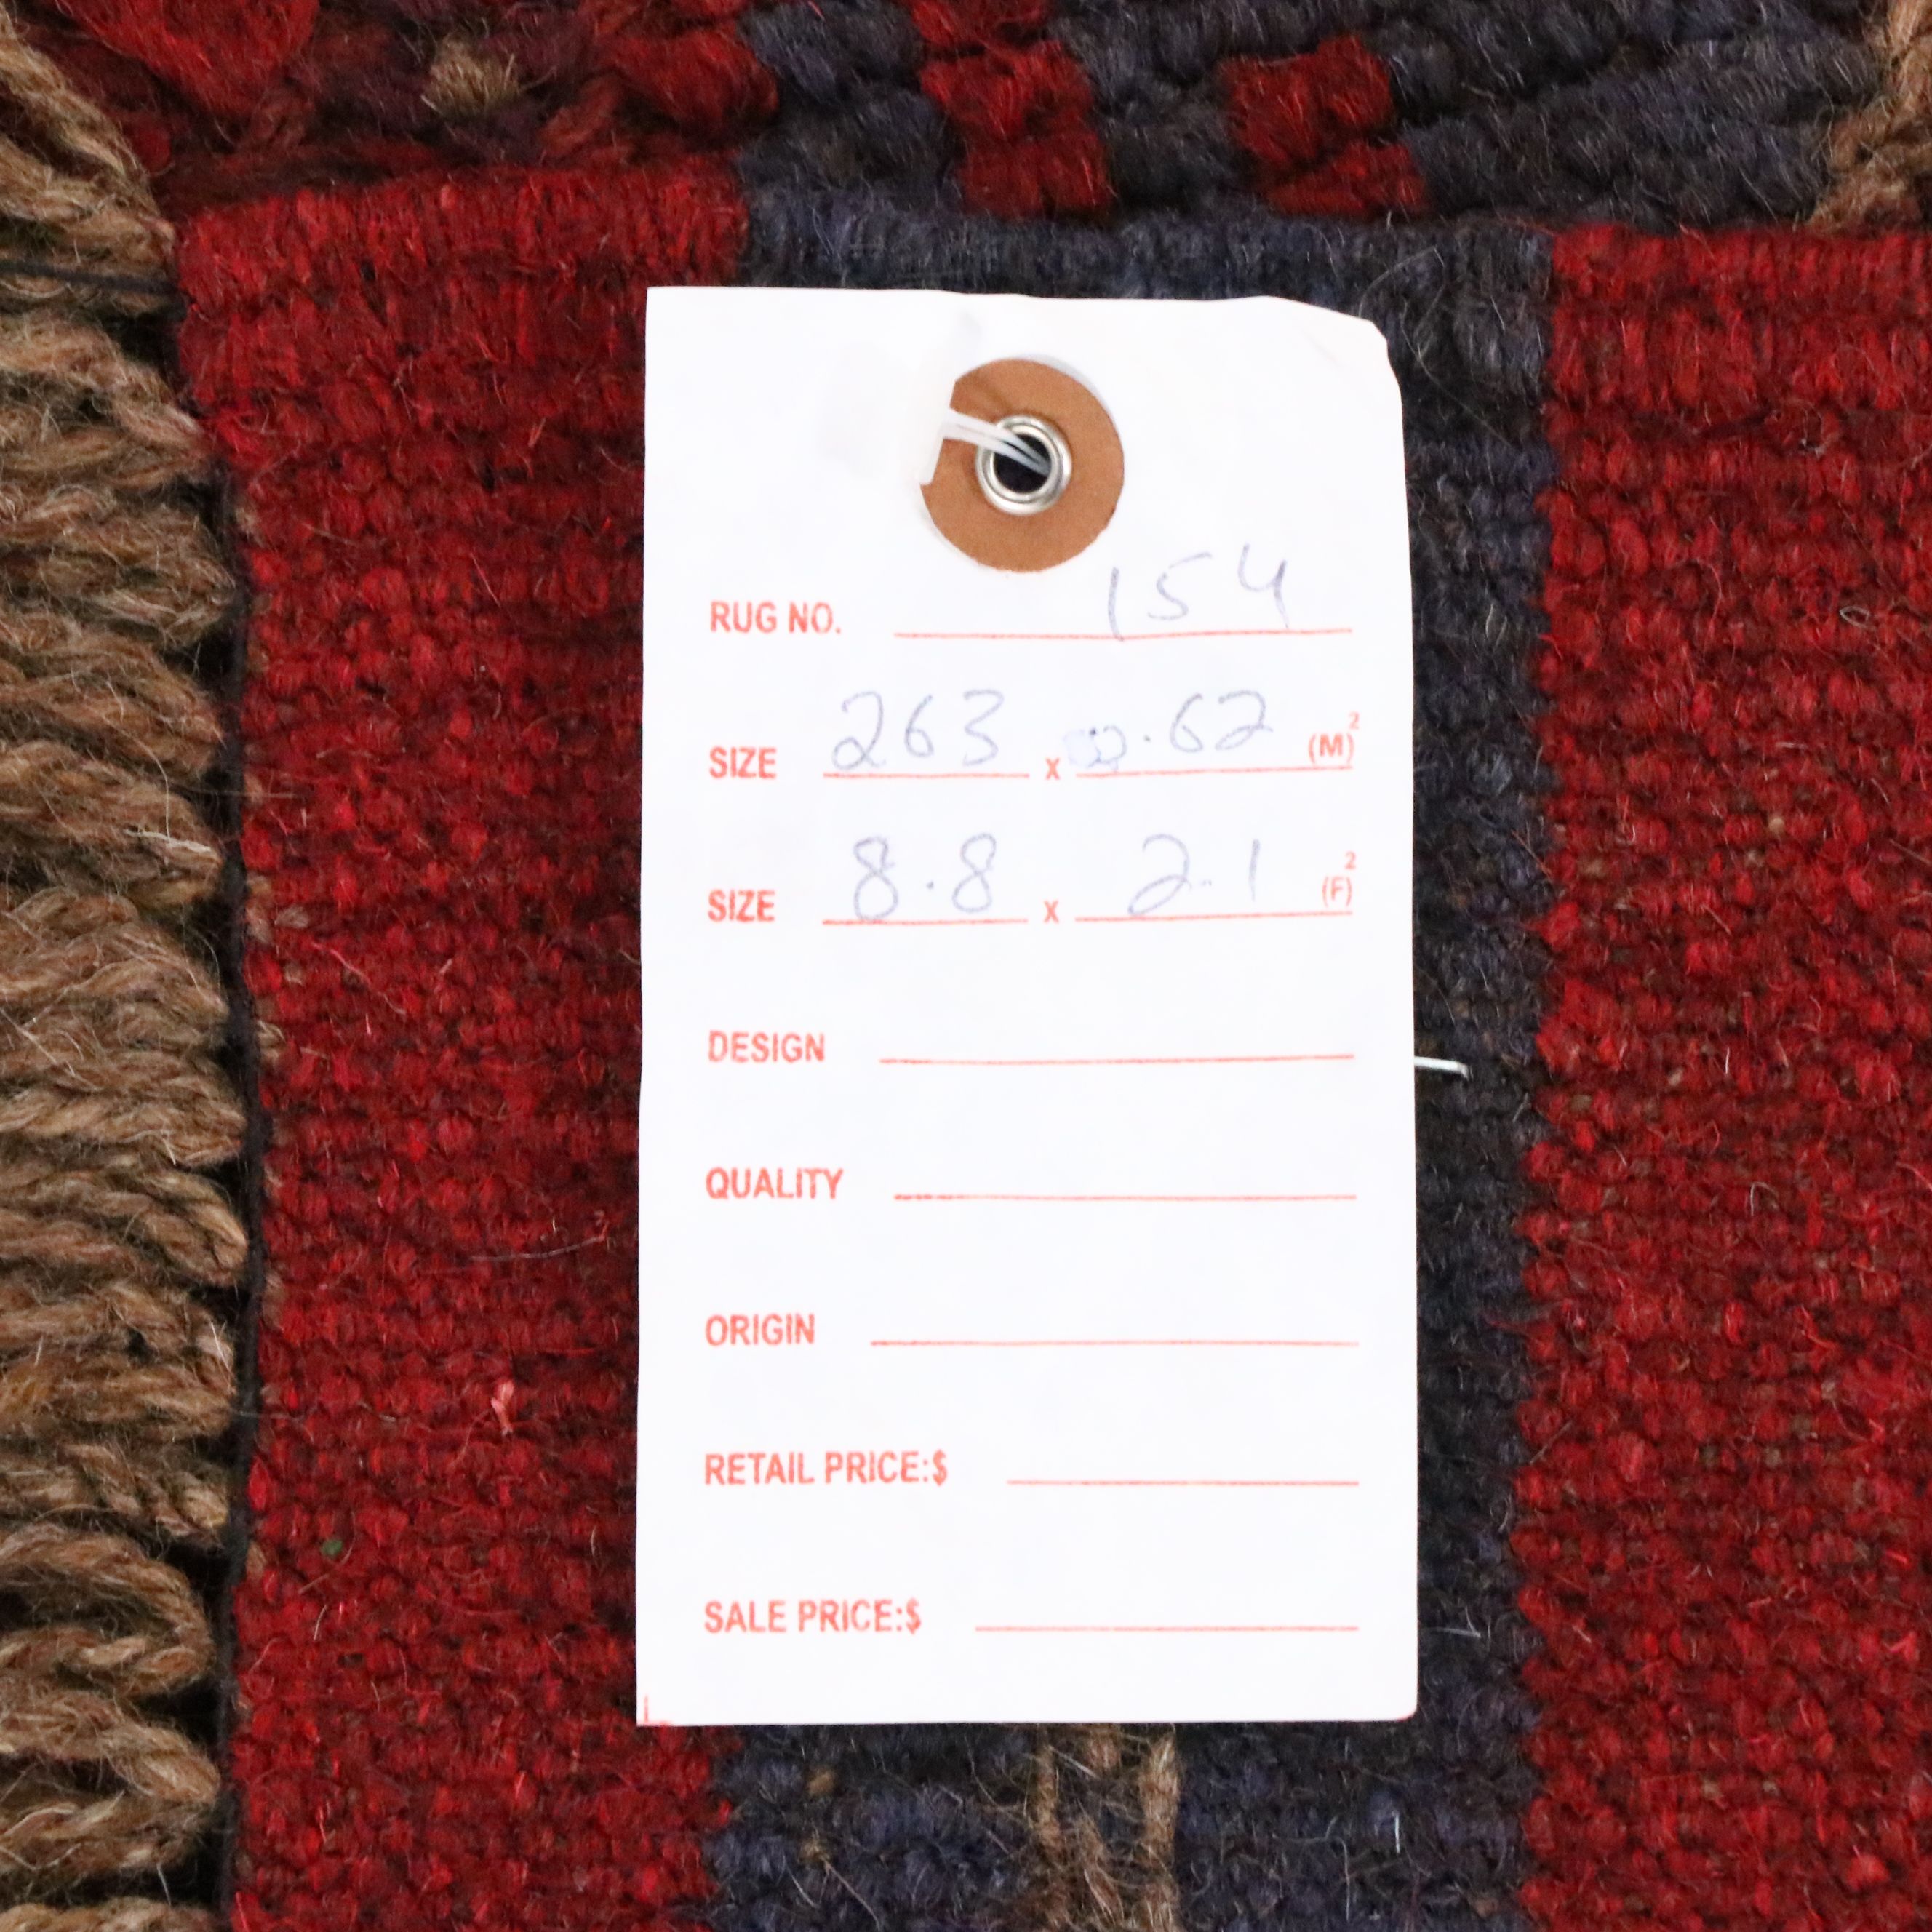 RUG NO. 154
SIZE 263 x 0.62 (M)²
SIZE 8.8 x 2.1 (F)²
DESIGN
QUALITY
ORIGIN
RETAIL PRICE:$
SALE PRICE:$